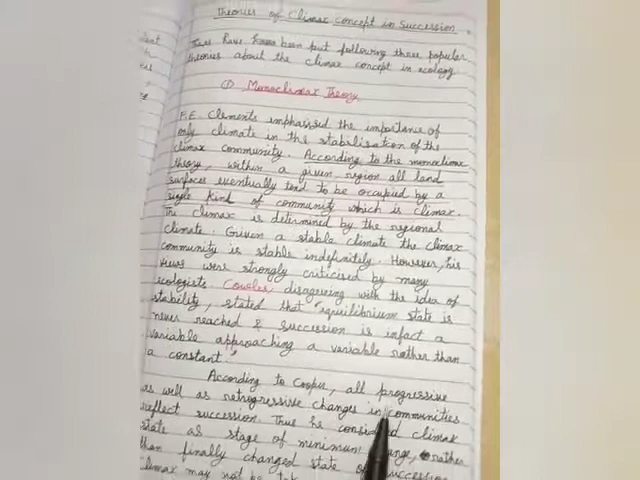 Theories of Climax Concept in Succession.
There have been put following three popular
theories about the climax concept in ecology.
① Monoclimax Theory
F.E. Clements emphasised the importance of
only climate in the stabilisation of the
climax community. According to the monoclimax
theory, within a given region all land
surfaces eventually tend to be occupied by a
single kind of community which is climax.
The climax is determined by the regional
climate. Given a stable climate the climax
community is stable indefinitely. However, his
views were strongly criticised by many
ecologists. Cowles disagreeing with the idea of
stability, stated that "equilibrium state is
never reached & succession is infact a
variable approaching a variable rather than
a constant"
According to Cooper, all progressive
as well as retrogressive changes in communities
reflect succession. Thus he considered climax
state as stage of minimum change, rather
than finally changed state of succession
climax may not be